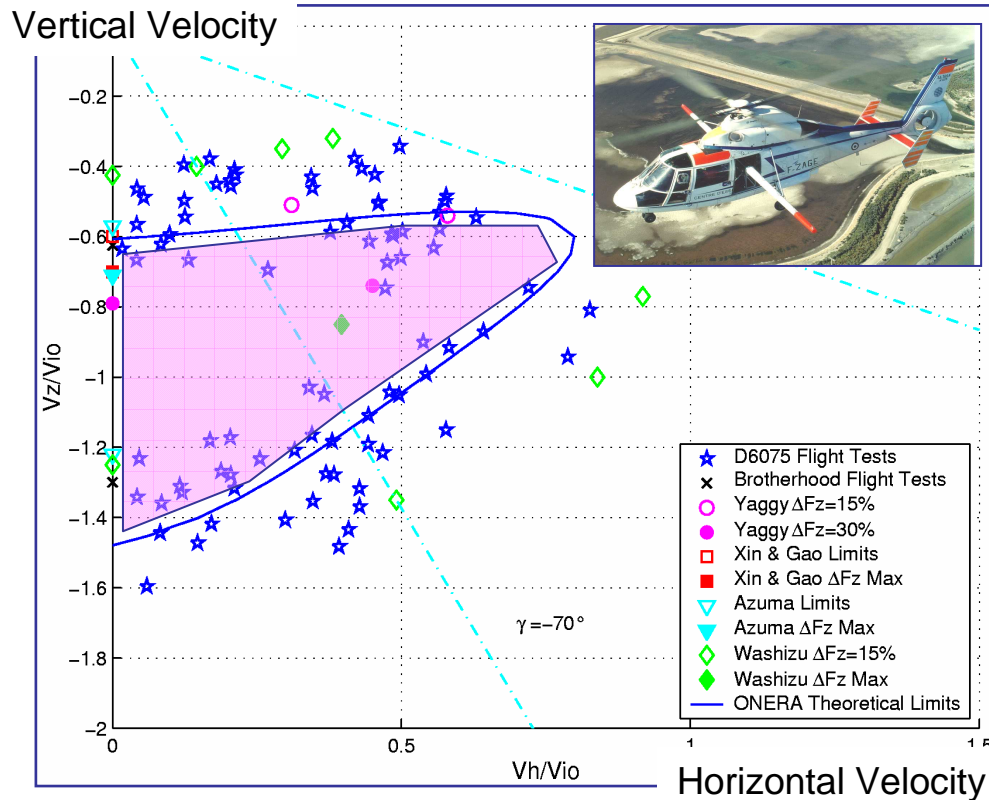 Vertical Velocity
−0.2
−0.4
−0.6
−0.8
−1
−1.2
−1.4
−1.6
−1.8
−2
Vz/Vio
0
0.5
1
1.5
Vh/Vio
Horizontal Velocity
γ=−70°
F-ZAGE
D6075 Flight Tests
Brotherhood Flight Tests
Yaggy ΔFz=15%
Yaggy ΔFz=30%
Xin & Gao Limits
Xin & Gao ΔFz Max
Azuma Limits
Azuma ΔFz Max
Washizu ΔFz=15%
Washizu ΔFz Max
ONERA Theoretical Limits